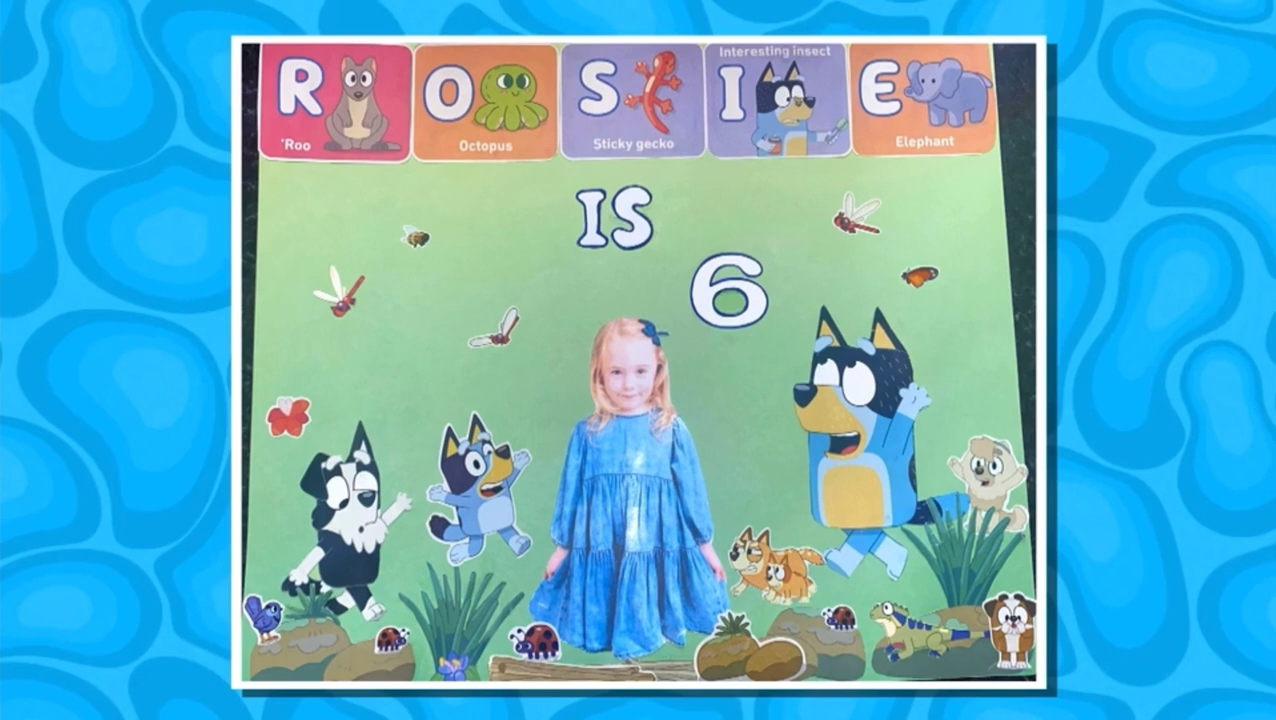 Interesting insect
R O S I E
'Roo Octopus Sticky gecko Elephant
IS
6